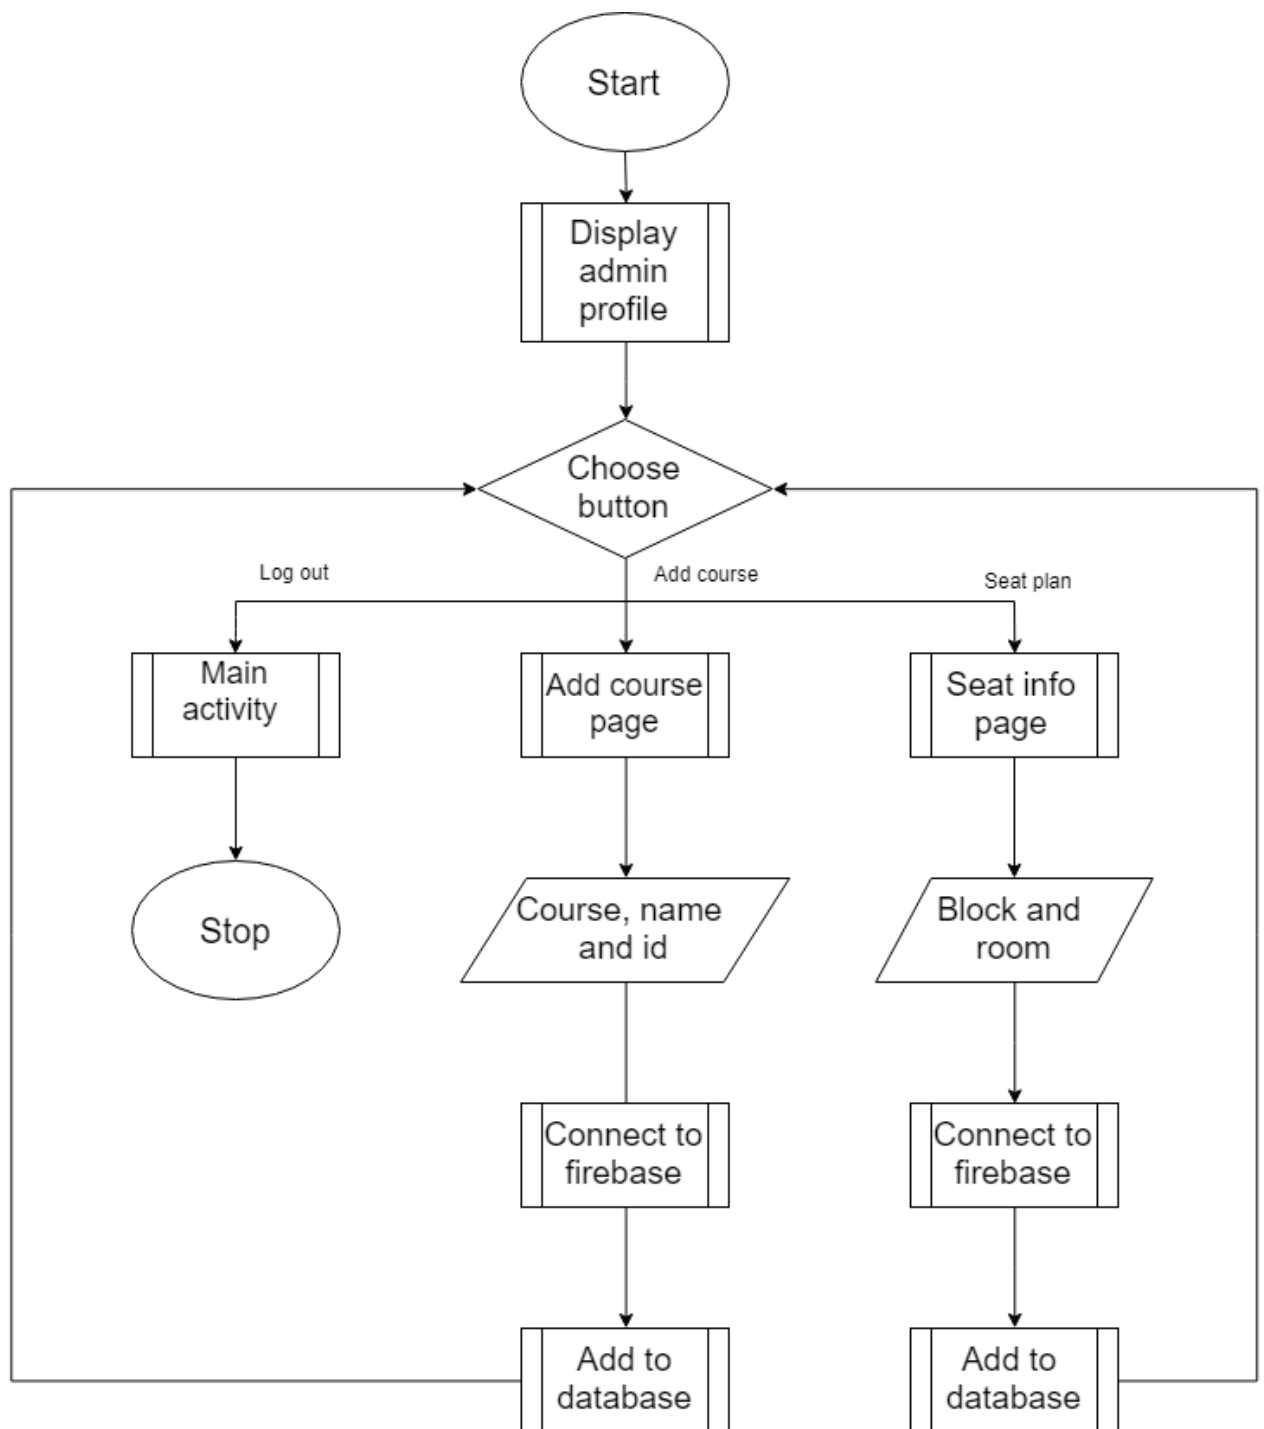 Start
Display
admin
profile
Choose
button
Log out
Add course
Seat plan
Main
activity
Add course
page
Seat info
page
Stop
Course, name
and id
Block and
room
Connect to
firebase
Connect to
firebase
Add to
database
Add to
database